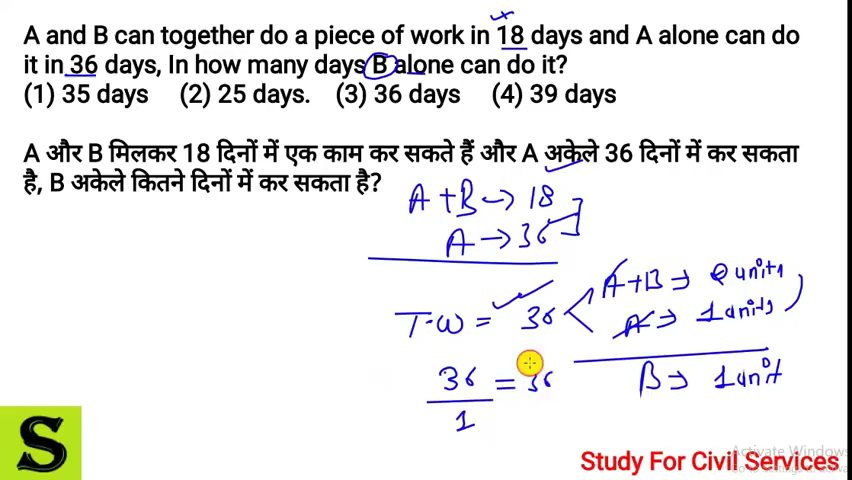 A and B can together do a piece of work in 18 days and A alone can do
it in 36 days, In how many days B alone can do it?
(1) 35 days (2) 25 days. (3) 36 days (4) 39 days
A और B मिलकर 18 दिनों में एक काम कर सकते हैं और A अकेले 36 दिनों में कर सकता
है, B अकेले कितने दिनों में कर सकता है?
A+B → 18
A → 36
T.W = 36
A+B ⇒ 2 units
A ⇒ 1 units
B ⇒ 1 unit
36/1 = 36
S
Activate Windows
Study For Civil Services